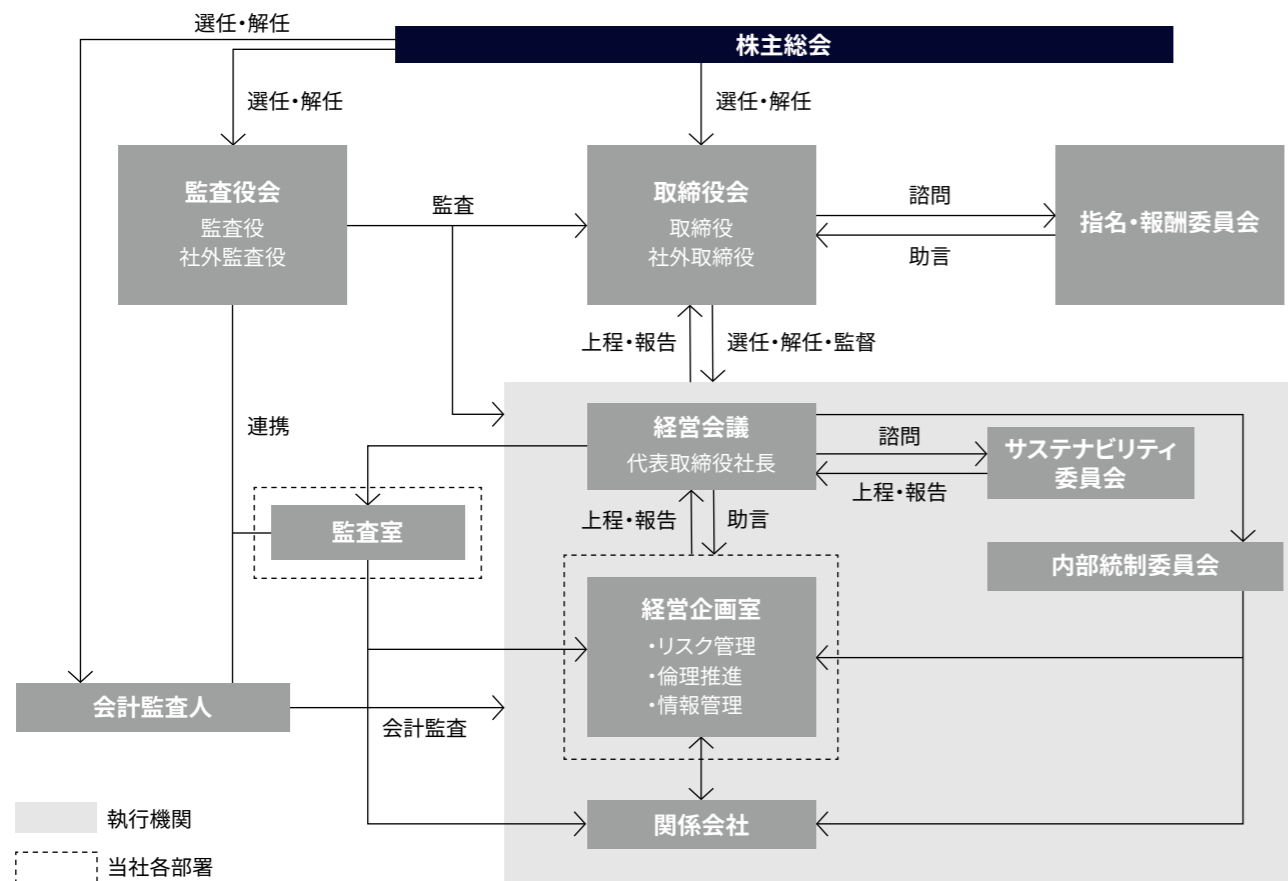 選任・解任
株主総会
選任・解任
選任・解任
監査役会
監査役
社外監査役
監査
取締役会
取締役
社外取締役
諮問
助言
指名・報酬委員会
上程・報告
選任・解任・監督
連携
経営会議
代表取締役社長
諮問
上程・報告
サステナビリティ
委員会
監査室
上程・報告
助言
内部統制委員会
経営企画室
・リスク管理
・倫理推進
・情報管理
会計監査人
会計監査
関係会社
執行機関
当社各部署